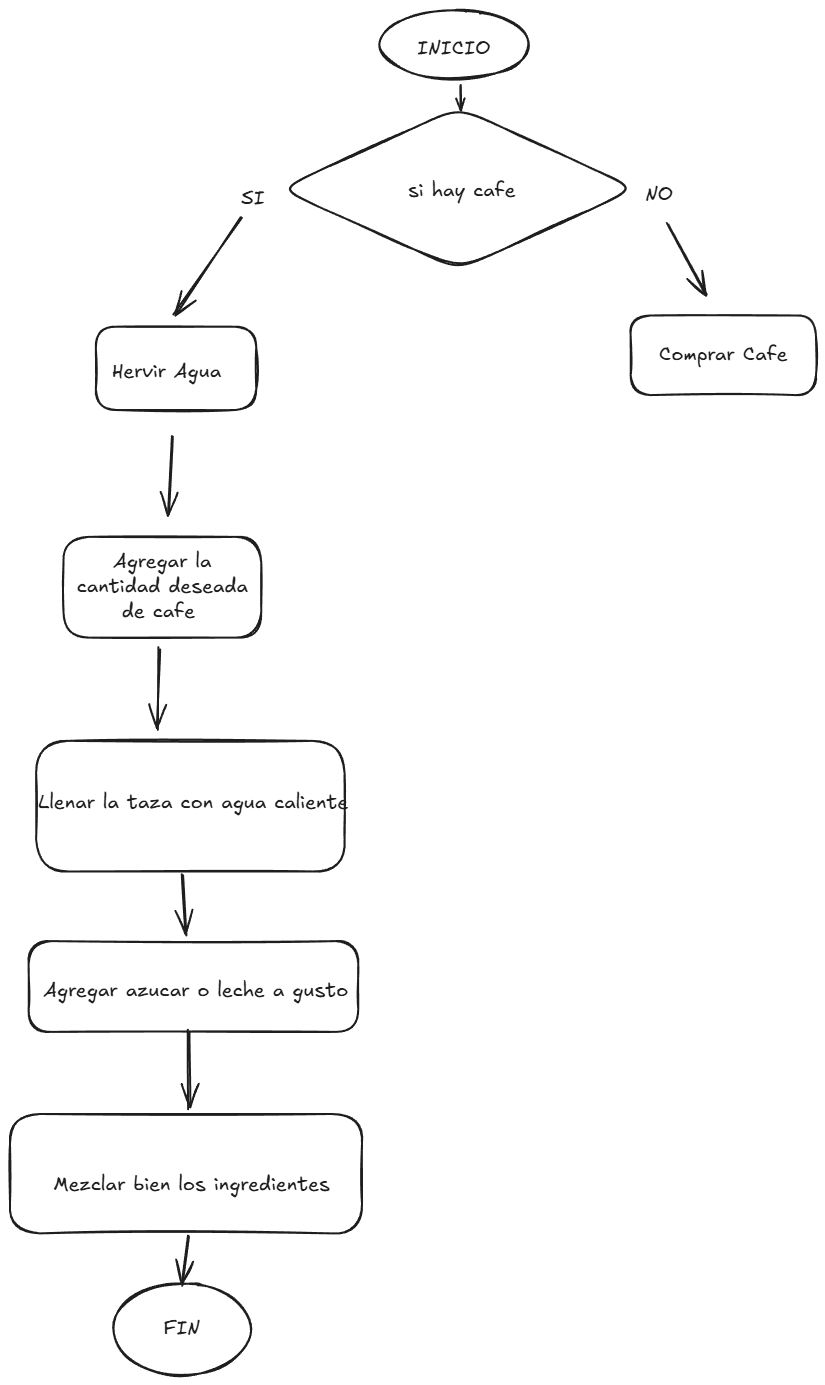 INICIO
si hay cafe
SI
NO
Hervir Agua
Comprar Cafe
Agregar la
cantidad deseada
de cafe
Llenar la taza con agua caliente
Agregar azucar o leche a gusto
Mezclar bien los ingredientes
FIN